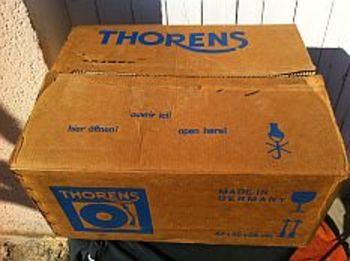 THORENS
ouvrir ici!
hier öffnen!
open here!
THORENS
MADE IN
GERMANY